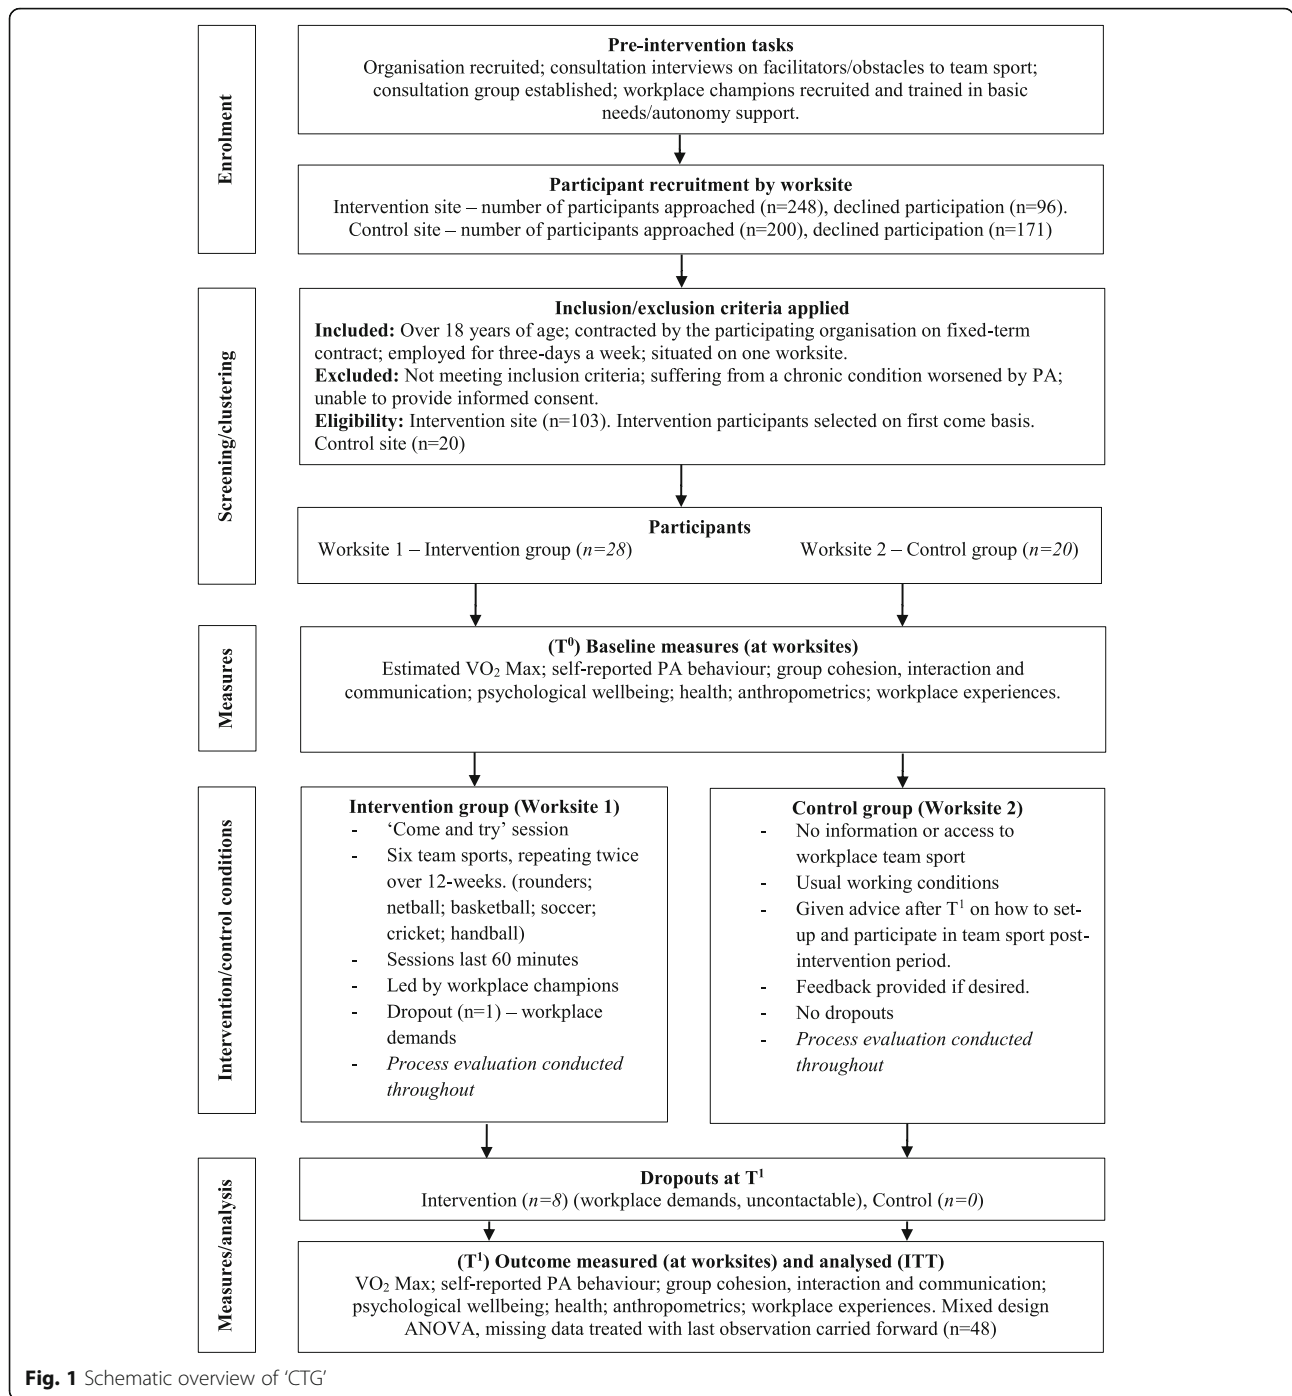 Enrolment
Pre-intervention tasks
Organisation recruited; consultation interviews on facilitators/obstacles to team sport;
consultation group established; workplace champions recruited and trained in basic
needs/autonomy support.
Participant recruitment by worksite
Intervention site – number of participants approached (n=248), declined participation (n=96).
Control site – number of participants approached (n=200), declined participation (n=171)
Screening/clustering
Inclusion/exclusion criteria applied
Included: Over 18 years of age; contracted by the participating organisation on fixed-term
contract; employed for three-days a week; situated on one worksite.
Excluded: Not meeting inclusion criteria; suffering from a chronic condition worsened by PA;
unable to provide informed consent.
Eligibility: Intervention site (n=103). Intervention participants selected on first come basis.
Control site (n=20)
Participants
Worksite 1 – Intervention group (n=28)
Worksite 2 – Control group (n=20)
Measures
(T⁰) Baseline measures (at worksites)
Estimated VO₂ Max; self-reported PA behaviour; group cohesion, interaction and
communication; psychological wellbeing; health; anthropometrics; workplace experiences.
Intervention/control conditions
Intervention group (Worksite 1)
- ‘Come and try’ session
- Six team sports, repeating twice
over 12-weeks. (rounders;
netball; basketball; soccer;
cricket; handball)
- Sessions last 60 minutes
- Led by workplace champions
- Dropout (n=1) – workplace
demands
- Process evaluation conducted
throughout
Control group (Worksite 2)
- No information or access to
workplace team sport
- Usual working conditions
- Given advice after T¹ on how to set-
up and participate in team sport post-
intervention period.
- Feedback provided if desired.
- No dropouts
- Process evaluation conducted
throughout
Measures/analysis
Dropouts at T¹
Intervention (n=8) (workplace demands, uncontactable), Control (n=0)
(T¹) Outcome measured (at worksites) and analysed (ITT)
VO₂ Max; self-reported PA behaviour; group cohesion, interaction and communication;
psychological wellbeing; health; anthropometrics; workplace experiences. Mixed design
ANOVA, missing data treated with last observation carried forward (n=48)
Fig. 1 Schematic overview of ‘CTG’